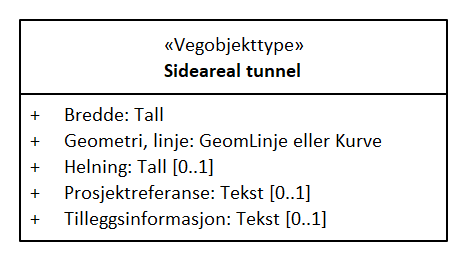 «Vegobjekttype»
Sideareal tunnel
+ Bredde: Tall
+ Geometri, linje: GeomLinje eller Kurve
+ Helning: Tall [0..1]
+ Prosjektreferanse: Tekst [0..1]
+ Tilleggsinformasjon: Tekst [0..1]